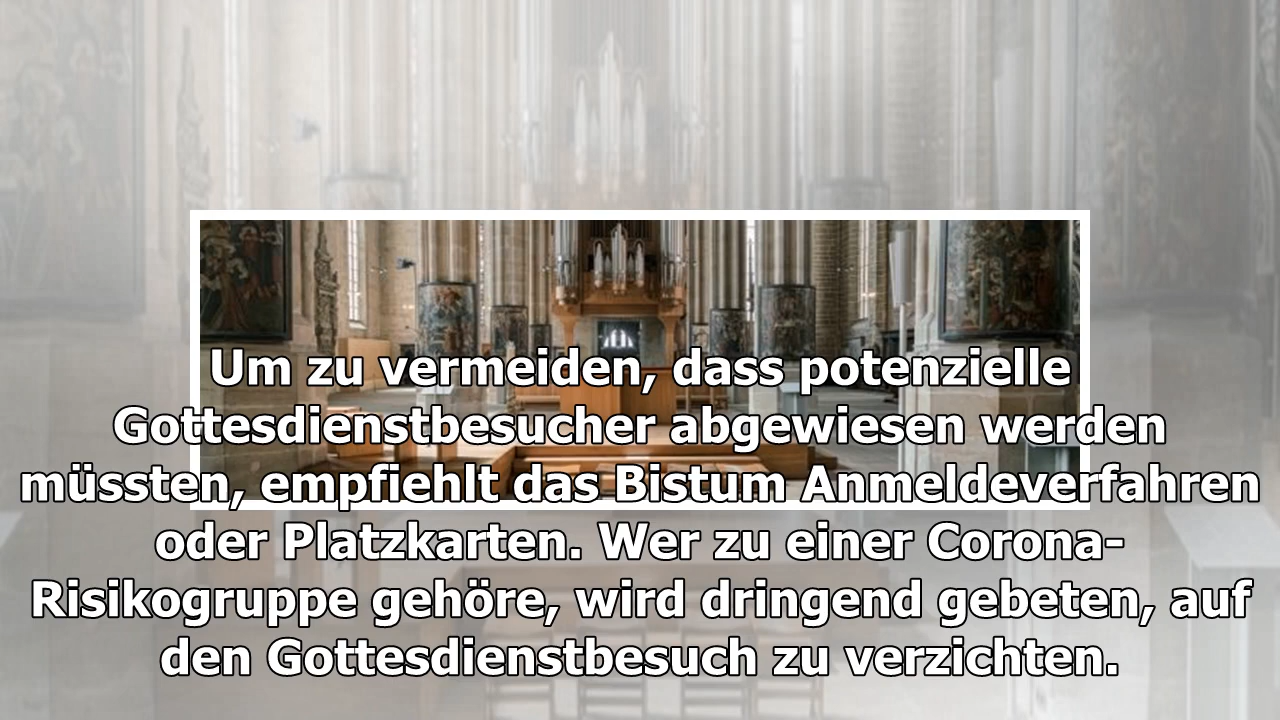 Um zu vermeiden, dass potenzielle
Gottesdienstbesucher abgewiesen werden
müssten, empfiehlt das Bistum Anmeldeverfahren
oder Platzkarten. Wer zu einer Corona-
Risikogruppe gehöre, wird dringend gebeten, auf
den Gottesdienstbesuch zu verzichten.